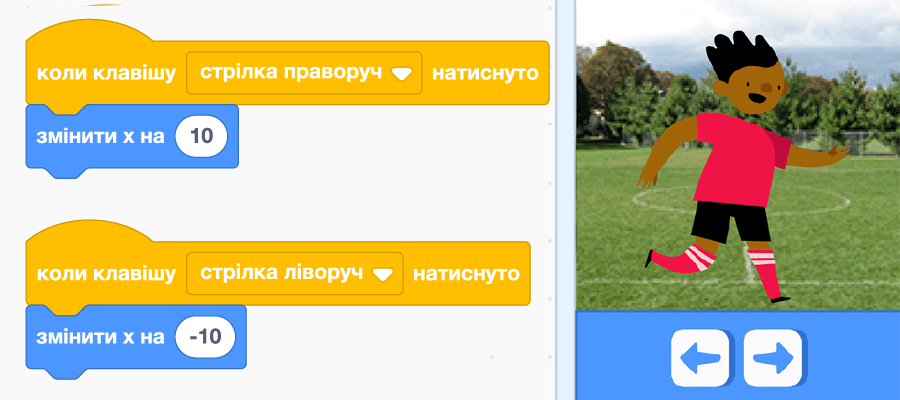 коли клавішу стрілка праворуч натиснуто
змінити x на 10
коли клавішу стрілка ліворуч натиснуто
змінити x на -10